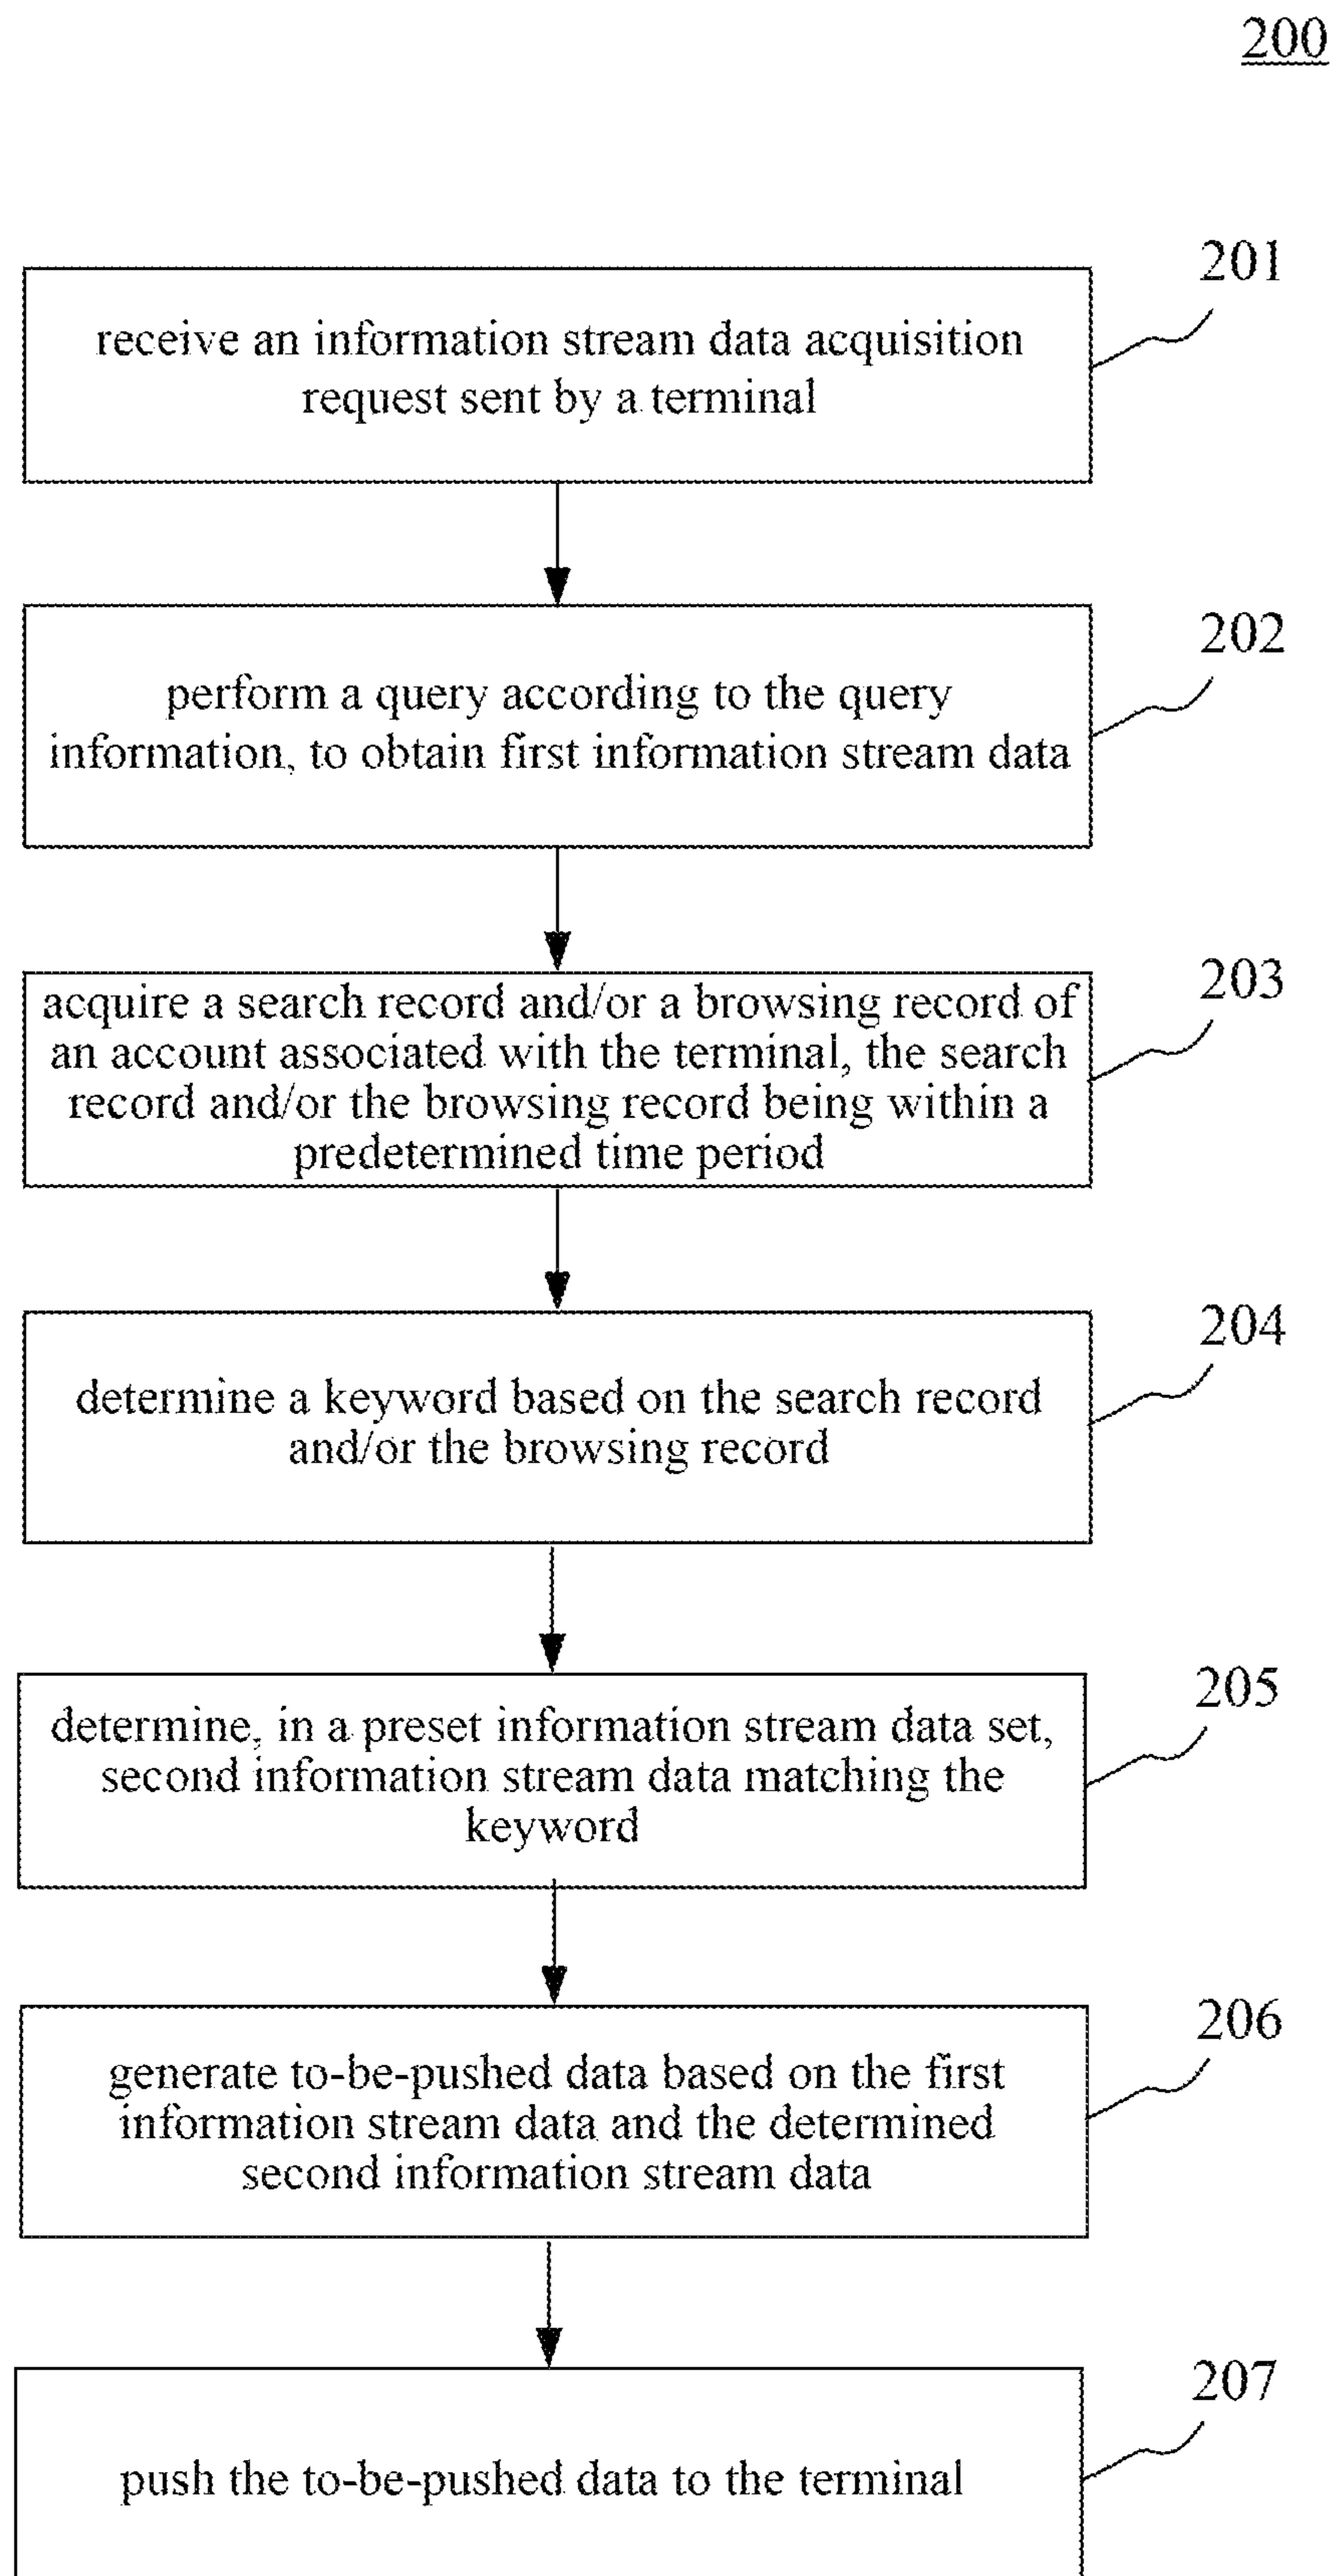 200
201
receive an information stream data acquisition
request sent by a terminal
202
perform a query according to the query
information, to obtain first information stream data
203
acquire a search record and/or a browsing record of
an account associated with the terminal, the search
record and/or the browsing record being within a
predetermined time period
204
determine a keyword based on the search record
and/or the browsing record
205
determine, in a preset information stream data set,
second information stream data matching the
keyword
206
generate to-be-pushed data based on the first
information stream data and the determined
second information stream data
207
push the to-be-pushed data to the terminal